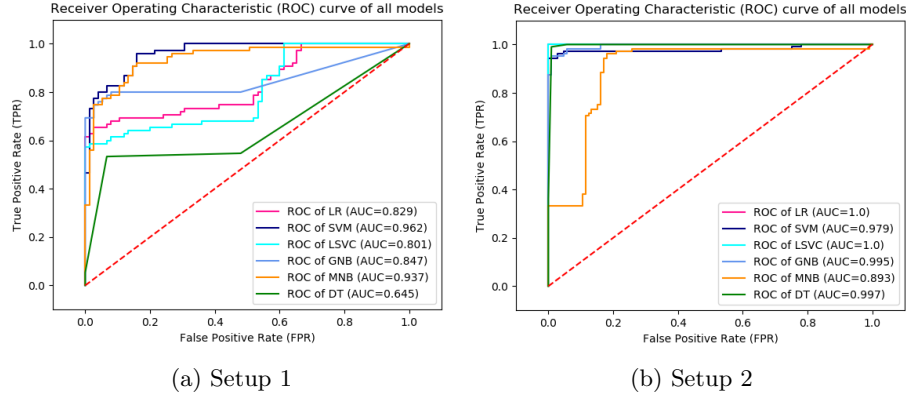 Receiver Operating Characteristic (ROC) curve of all models
1.0
0.8
0.6
0.4
0.2
0.0
True Positive Rate (TPR)
ROC of LR (AUC=0.829)
ROC of SVM (AUC=0.962)
ROC of LSVC (AUC=0.801)
ROC of GNB (AUC=0.847)
ROC of MNB (AUC=0.937)
ROC of DT (AUC=0.645)
0.0 0.2 0.4 0.6 0.8 1.0
False Positive Rate (FPR)
(a) Setup 1
Receiver Operating Characteristic (ROC) curve of all models
1.0
0.8
0.6
0.4
0.2
0.0
True Positive Rate (TPR)
ROC of LR (AUC=1.0)
ROC of SVM (AUC=0.979)
ROC of LSVC (AUC=1.0)
ROC of GNB (AUC=0.995)
ROC of MNB (AUC=0.893)
ROC of DT (AUC=0.997)
0.0 0.2 0.4 0.6 0.8 1.0
False Positive Rate (FPR)
(b) Setup 2